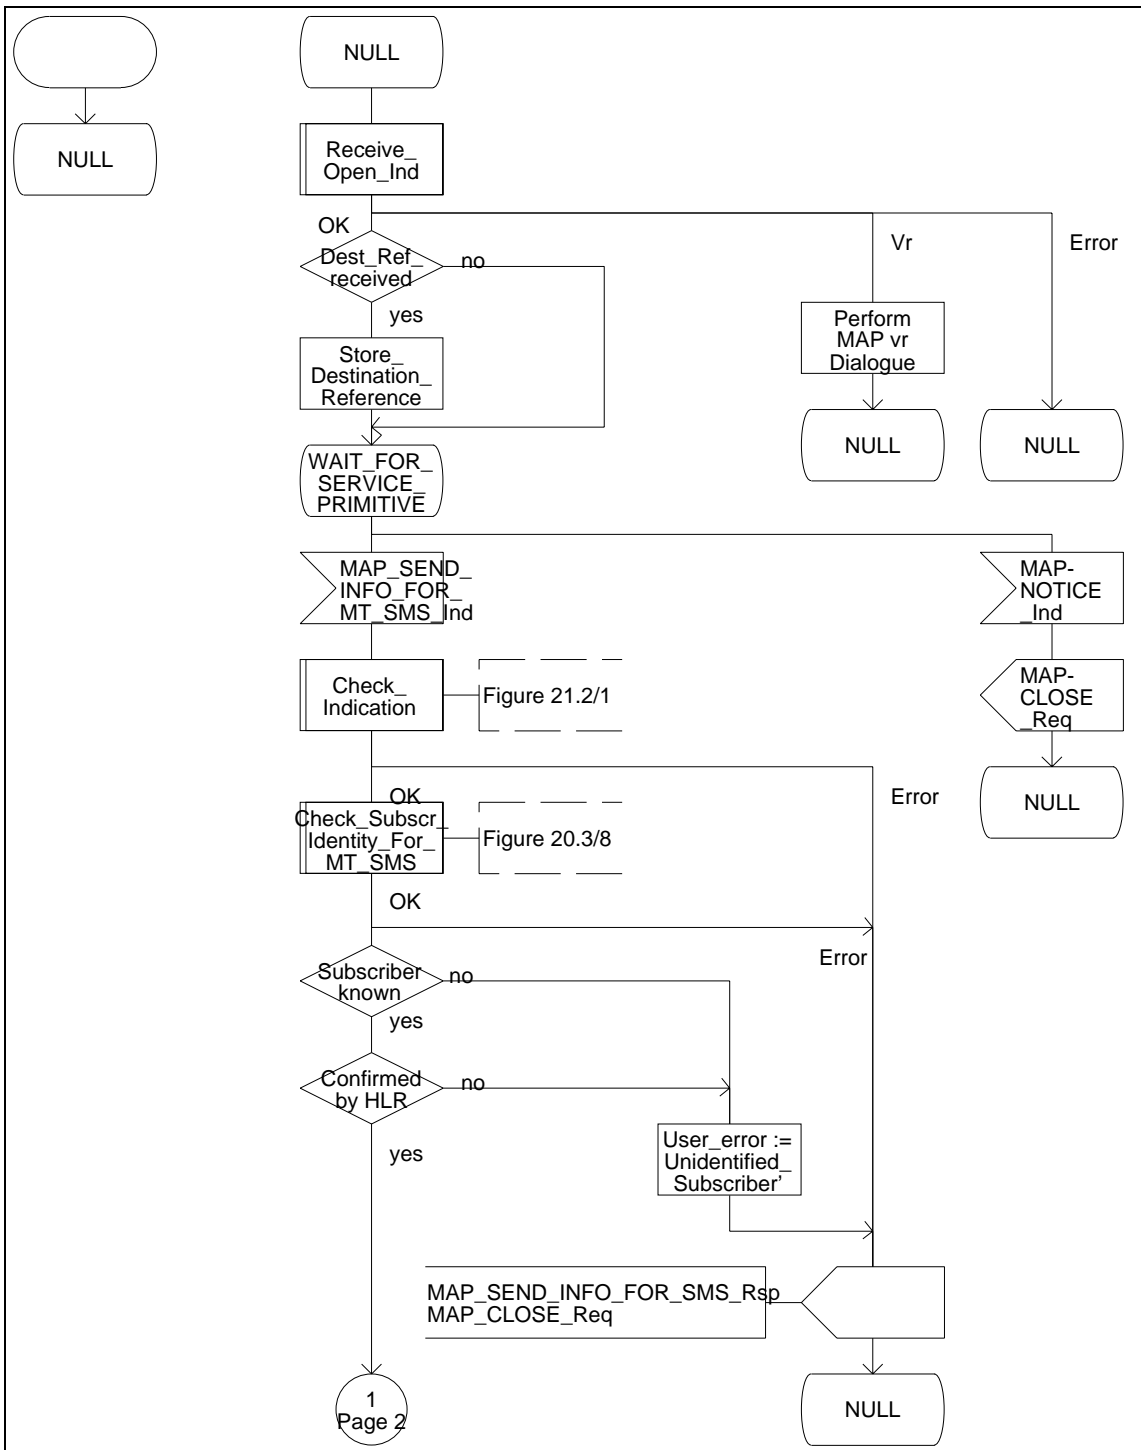 NULL
NULL
Receive_
Open_Ind
OK
Vr
Error
Dest_Ref_
received
no
yes
Perform
MAP vr
Dialogue
Store_
Destination_
Reference
NULL
NULL
WAIT_FOR_
SERVICE_
PRIMITIVE
MAP_SEND_
INFO_FOR_
MT_SMS_Ind
MAP-
NOTICE
_Ind
Check_
Indication
Figure 21.2/1
MAP-
CLOSE
_Req
OK
Error
NULL
Check_Subscr_
Identity_For_
MT_SMS
Figure 20.3/8
OK
Error
Subscriber
known
no
yes
Confirmed
by HLR
no
yes
User_error :=
Unidentified_
Subscriber’
MAP_SEND_INFO_FOR_SMS_Rsp
MAP_CLOSE_Req
1
Page 2
NULL